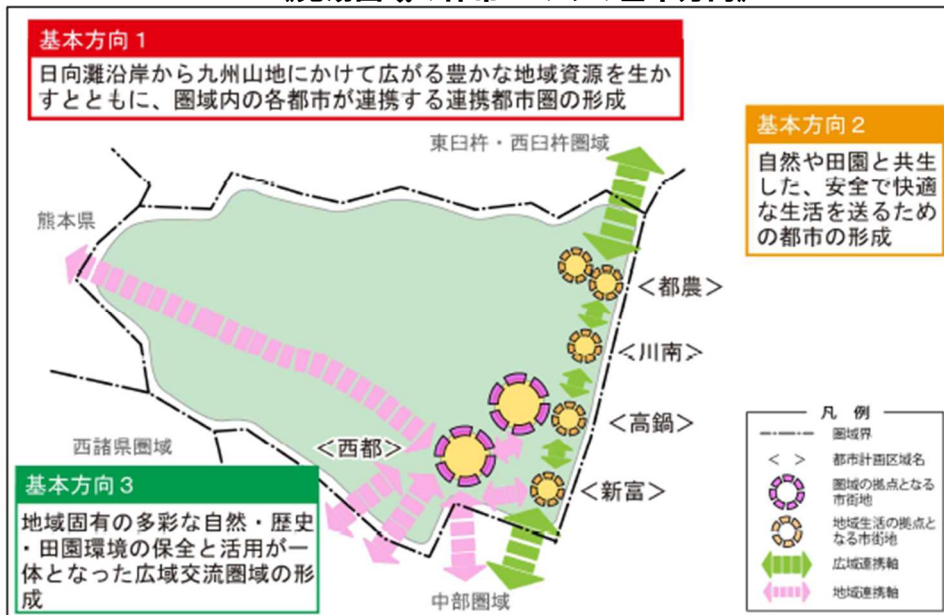 基本方向1
日向灘沿岸から九州山地にかけて広がる豊かな地域資源を生か
すとともに、圏域内の各都市が連携する連携都市圏の形成
基本方向2
自然や田園と共生
した、安全で快適
な生活を送るため
の都市の形成
東臼杵・西臼杵圏域
熊本県
＜都農＞
＜川南＞
＜高鍋＞
＜西都＞
＜新富＞
西諸県圏域
中部圏域
基本方向3
地域固有の多彩な自然・歴史
・田園環境の保全と活用が一
体となった広域交流圏域の形
成
凡 例
圏域界
＜ ＞ 都市計画区域名
圏域の拠点となる
市街地
地域生活の拠点と
なる市街地
広域連携軸
地域連携軸